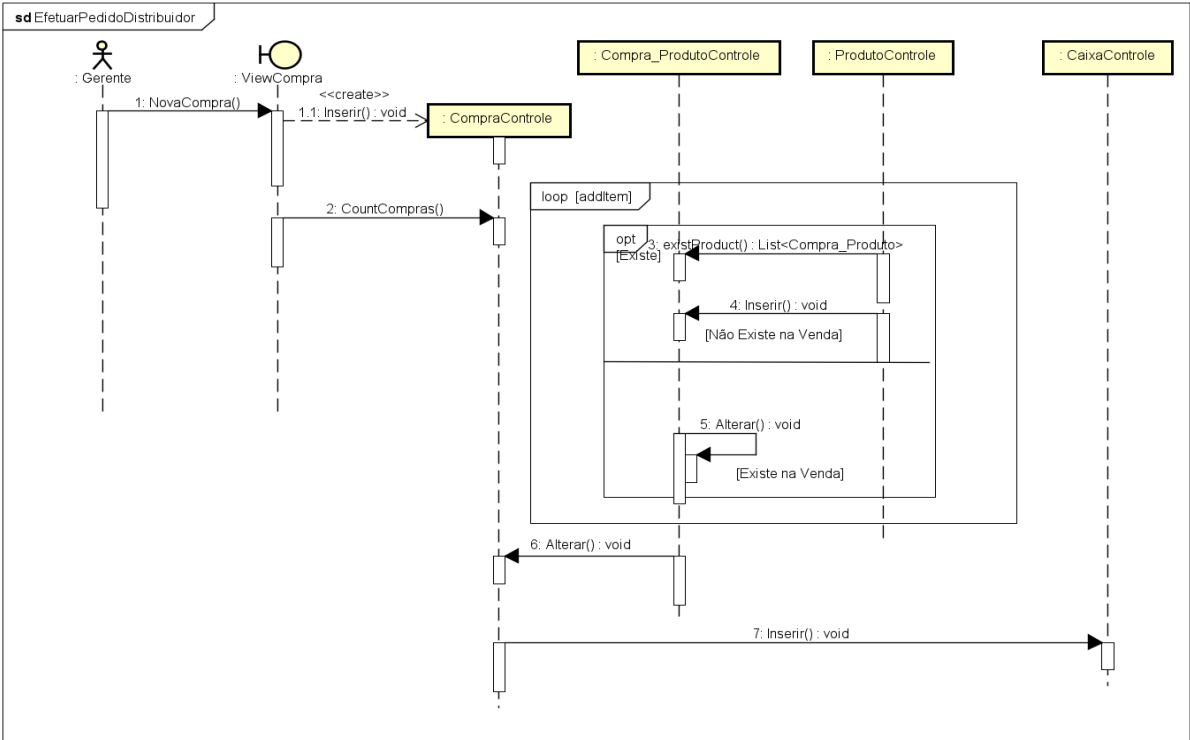 sd EfetuarPedidoDistribuidor
: Gerente
: ViewCompra
: Compra_ProdutoControle
: ProdutoControle
: CaixaControle
1: NovaCompra()
<<create>>
1.1: Inserir() : void
: CompraControle
loop [addItem]
2: CountCompras()
opt
3: existProduct() : List<Compra_Produto>
[Existe]
4: Inserir() : void
[Não Existe na Venda]
5: Alterar() : void
[Existe na Venda]
6: Alterar() : void
7: Inserir() : void